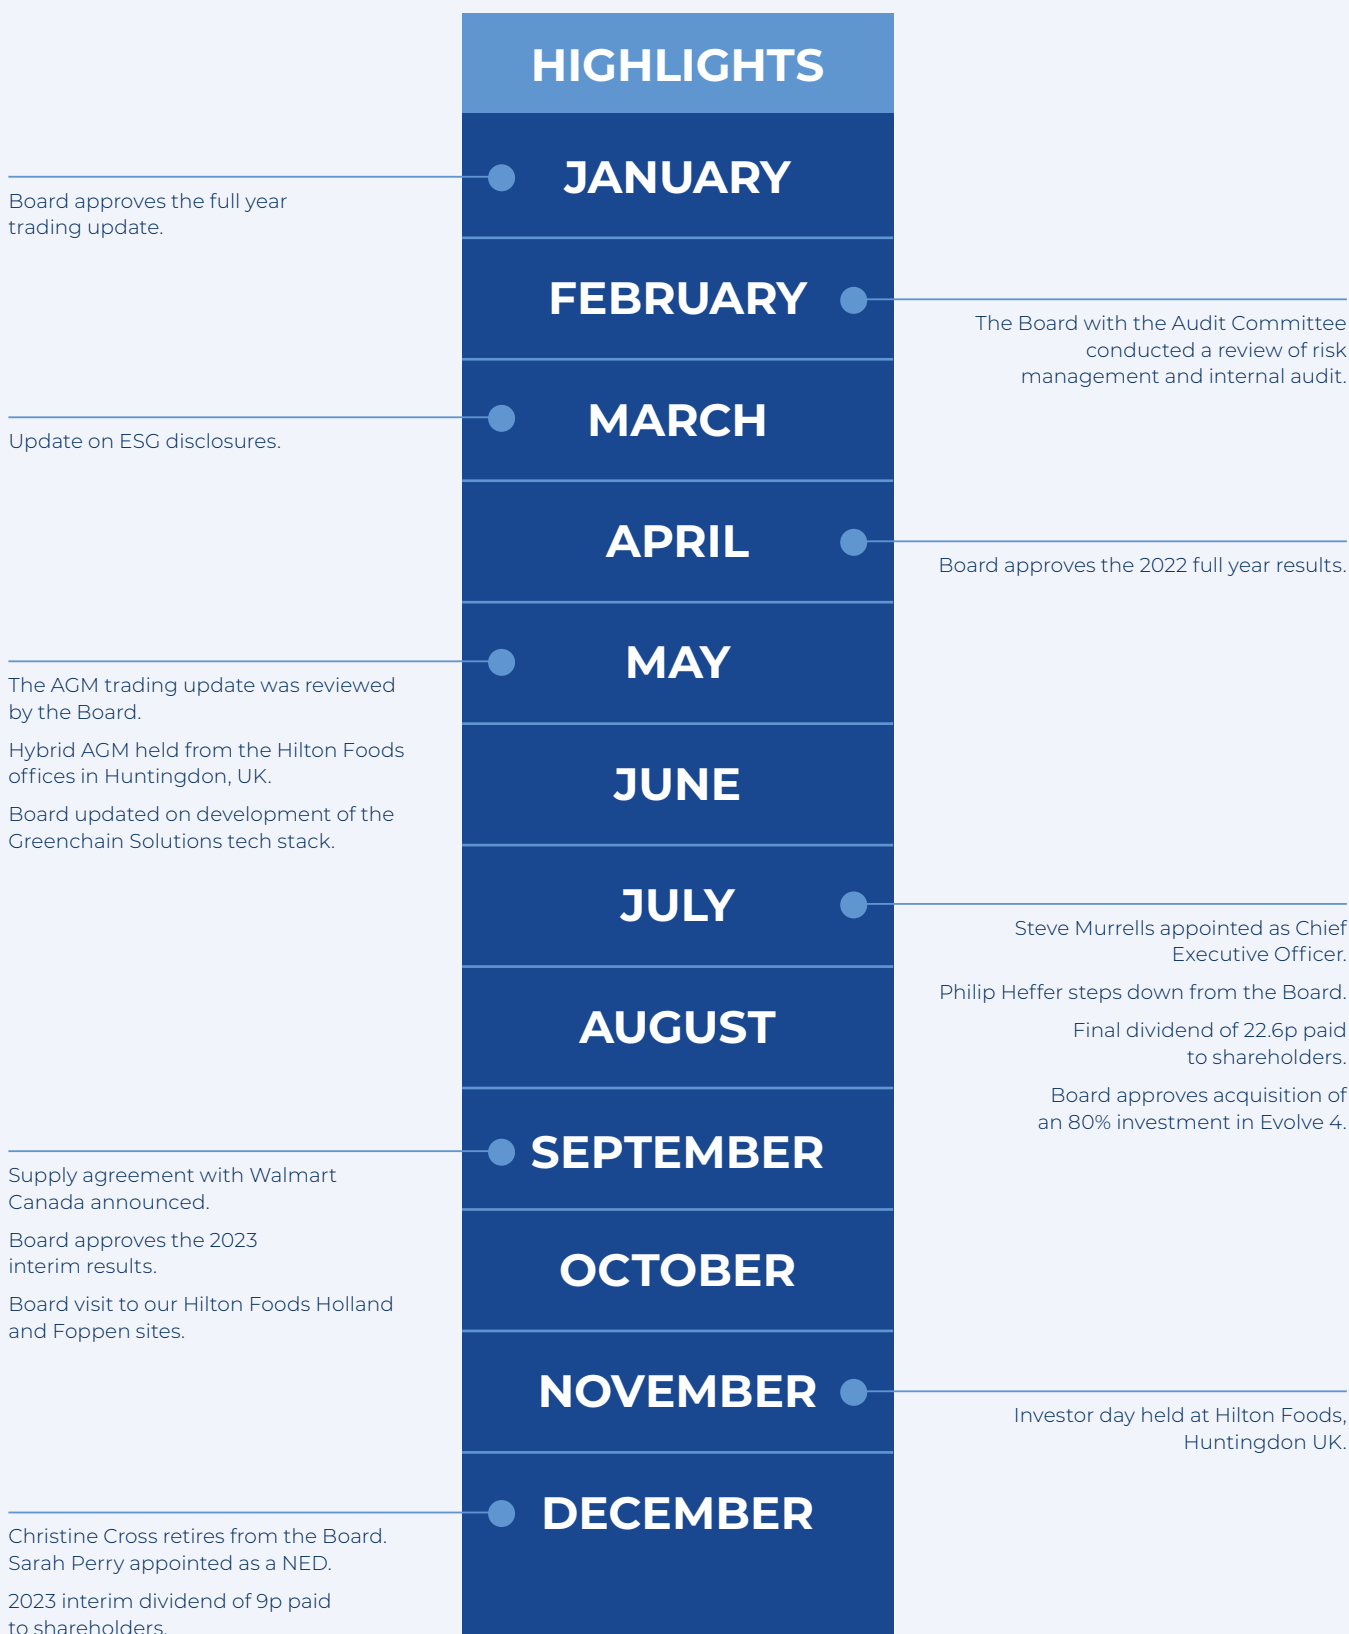 HIGHLIGHTS
JANUARY
Board approves the full year
trading update.
FEBRUARY
The Board with the Audit Committee
conducted a review of risk
management and internal audit.
MARCH
Update on ESG disclosures.
APRIL
Board approves the 2022 full year results.
MAY
The AGM trading update was reviewed
by the Board.
Hybrid AGM held from the Hilton Foods
offices in Huntingdon, UK.
Board updated on development of the
Greenchain Solutions tech stack.
JUNE
JULY
Steve Murrells appointed as Chief
Executive Officer.
Philip Heffer steps down from the Board.
Final dividend of 22.6p paid
to shareholders.
Board approves acquisition of
an 80% investment in Evolve 4.
AUGUST
SEPTEMBER
Supply agreement with Walmart
Canada announced.
Board approves the 2023
interim results.
Board visit to our Hilton Foods Holland
and Foppen sites.
OCTOBER
NOVEMBER
Investor day held at Hilton Foods,
Huntingdon UK.
DECEMBER
Christine Cross retires from the Board.
Sarah Perry appointed as a NED.
2023 interim dividend of 9p paid
to shareholders.